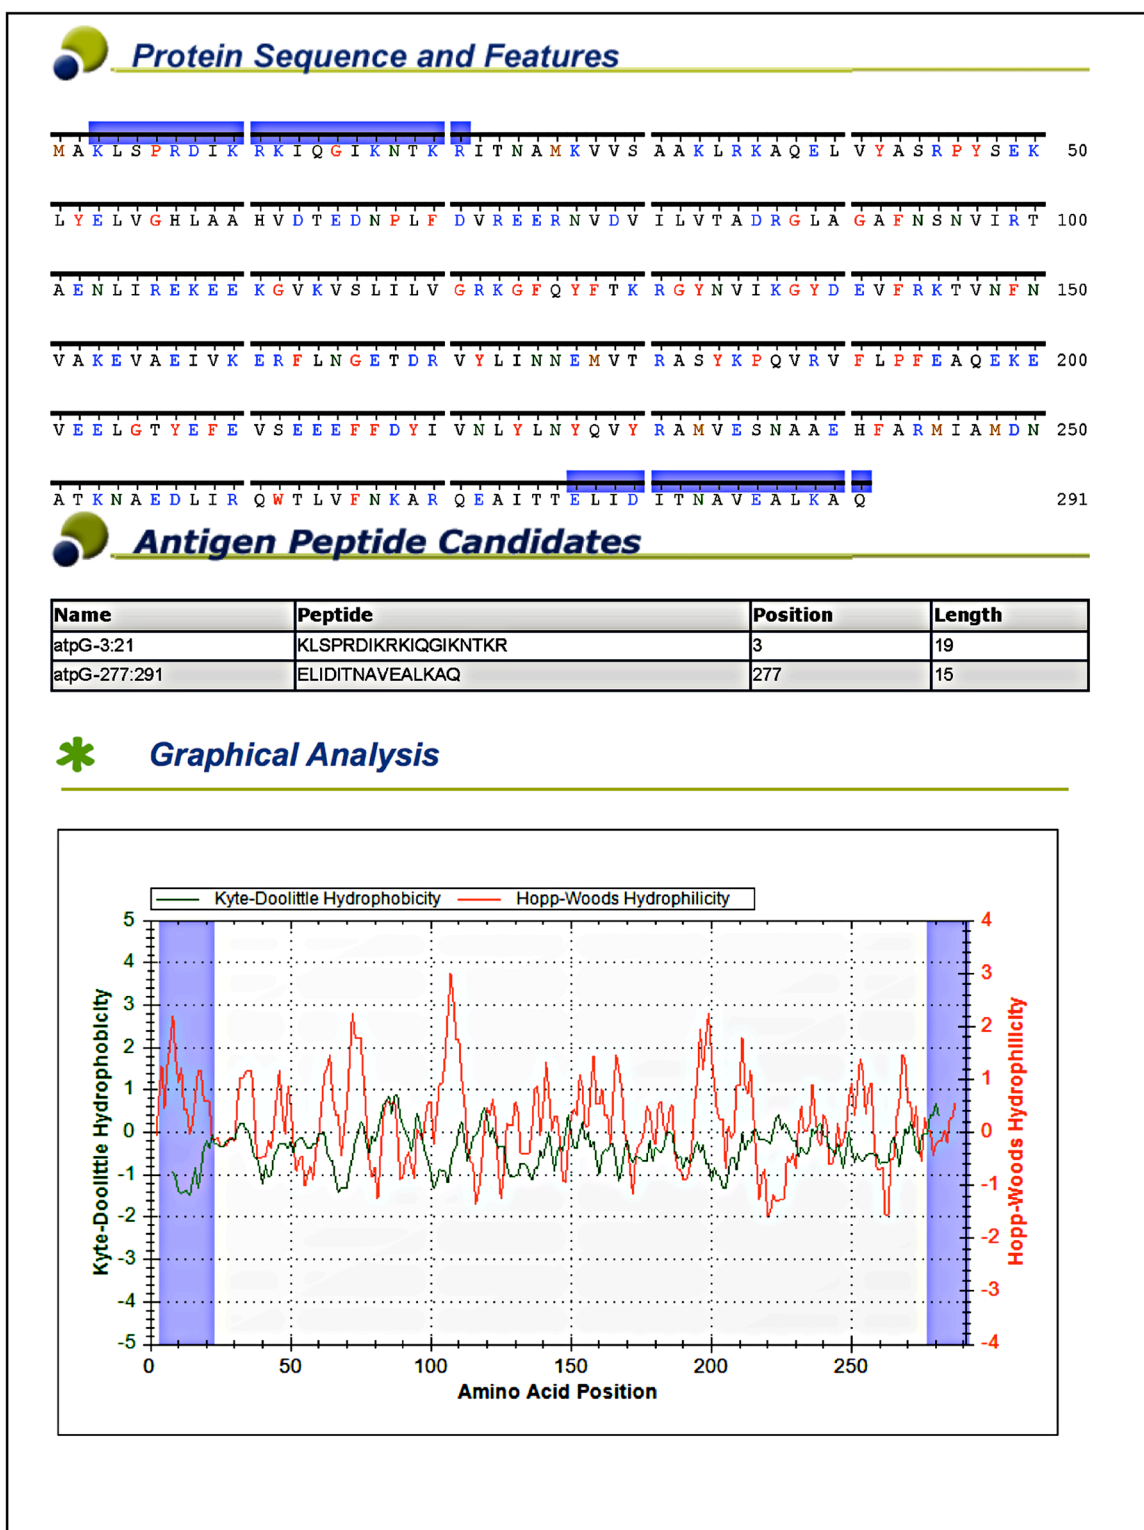 Protein Sequence and Features
M A K L S P R D I K R K I Q G I K N T K R I T N A M K V V S A A K L R K A Q E L V Y A S R P Y S E K 50
L Y E L V G H L A A H V D T E D N P L F D V R E E R N V D V I L V T A D R G L A G A F N S N V I R T 100
A E N L I R E K E E K G V K V S L I L V G R K G F Q Y F T K R G Y N V I K G Y D E V F R K T V N F N 150
V A K E V A E I V K E R F L N G E T D R V Y L I N N E M V T R A S Y K P Q V R V F L P F E A Q E K E 200
V E E L G T Y E F E V S E E E F F D Y I V N L Y L N Y Q V Y R A M V E S N A A E H F A R M I A M D N 250
A T K N A E D L I R Q W T L V F N K A R Q E A I T T E L I D I T N A V E A L K A Q 291
Antigen Peptide Candidates
Name Peptide Position Length
atpG-3:21 KLSPRDIKRKIQGIKNTKR 3 19
atpG-277:291 ELIDITNAVEALKAQ 277 15
Graphical Analysis
Kyte-Doolittle Hydrophobicity Hopp-Woods Hydrophilicity
5 4
4
3 3
2 2
1 1
0 0
-1 -1
-2 -2
-3 -3
-4
-5 -4
Kyte-Doolittle Hydrophobicity
Hopp-Woods Hydrophilicity
0 50 100 150 200 250
Amino Acid Position